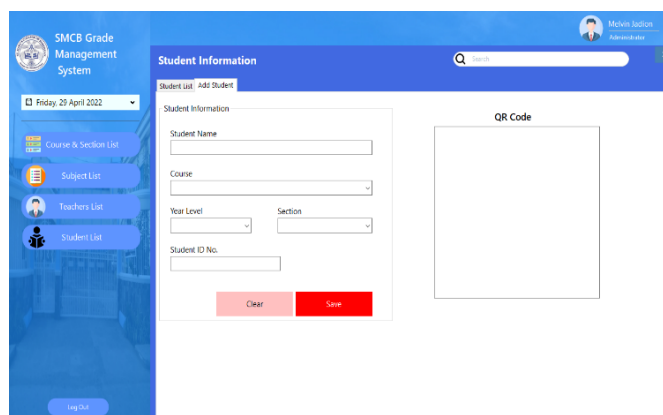 SMCB Grade
Management
System
Melvin Jadion
Administrator
Student Information
Search
Student List
Add Student
Friday, 29 April 2022
Student Information
QR Code
Student Name
Course & Section List
Course
Subject List
Teachers List
Year Level
Section
Student List
Student ID No.
Clear
Save
Log Out